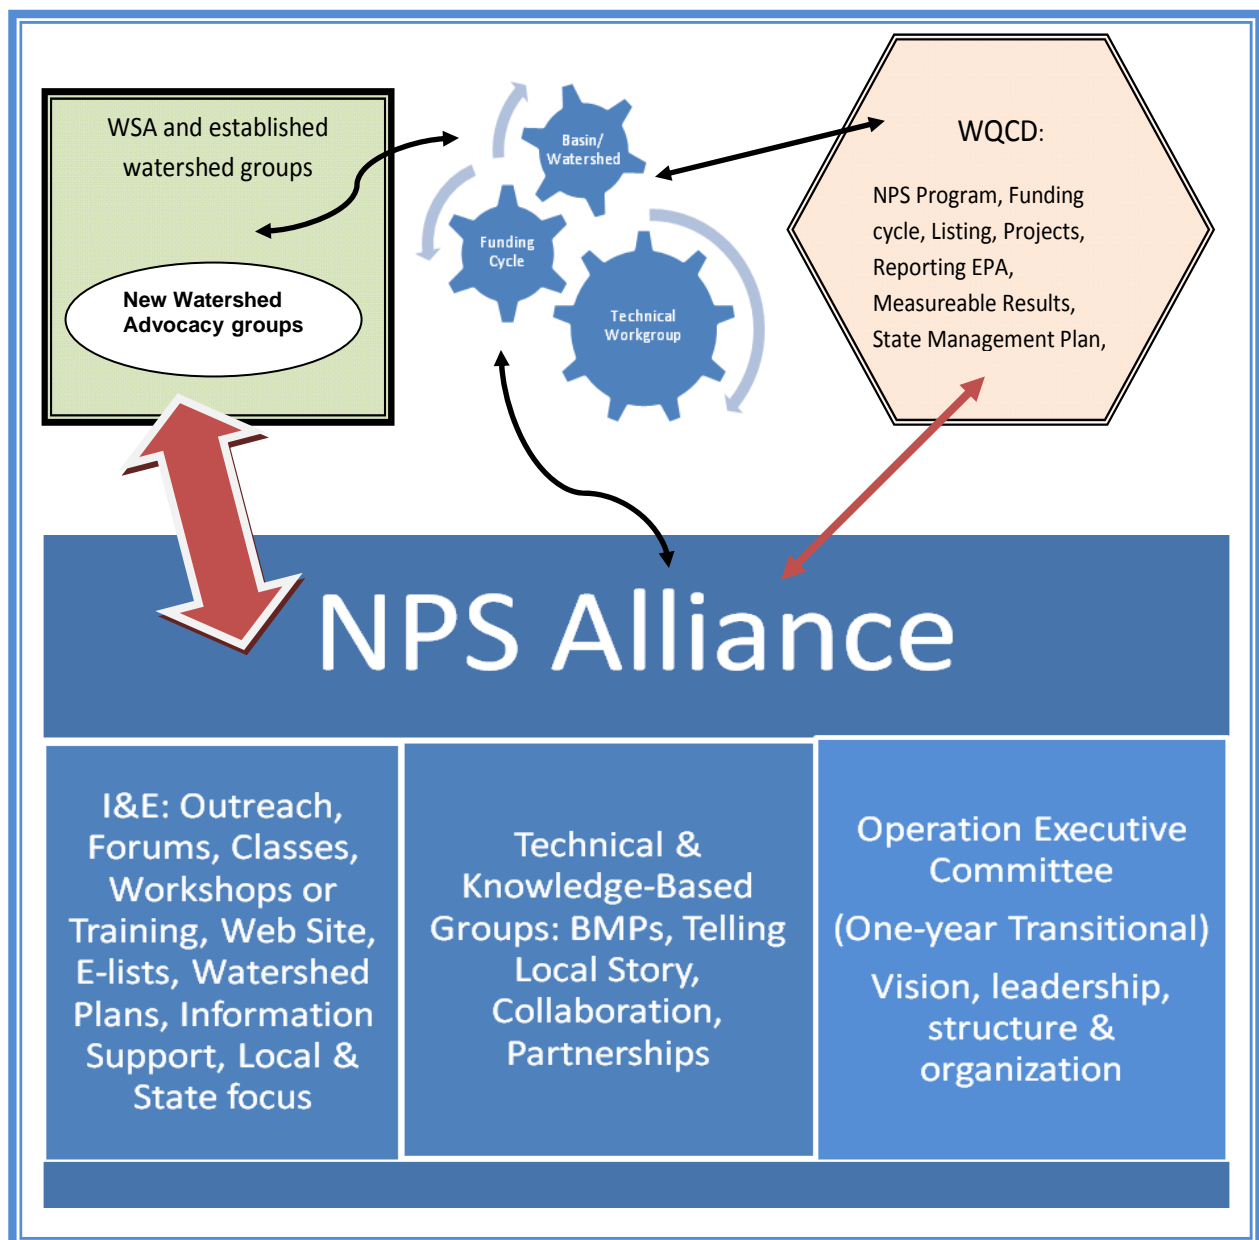 WSA and established
watershed groups
New Watershed
Advocacy groups
Basin/
Watershed
Funding
Cycle
Technical
Workgroup
WQCD:
NPS Program, Funding
cycle, Listing, Projects,
Reporting EPA,
Measureable Results,
State Management Plan,
NPS Alliance
I&E: Outreach,
Forums, Classes,
Workshops or
Training, Web Site,
E-lists, Watershed
Plans, Information
Support, Local &
State focus
Technical &
Knowledge-Based
Groups: BMPs, Telling
Local Story,
Collaboration,
Partnerships
Operation Executive
Committee
(One-year Transitional)
Vision, leadership,
structure &
organization